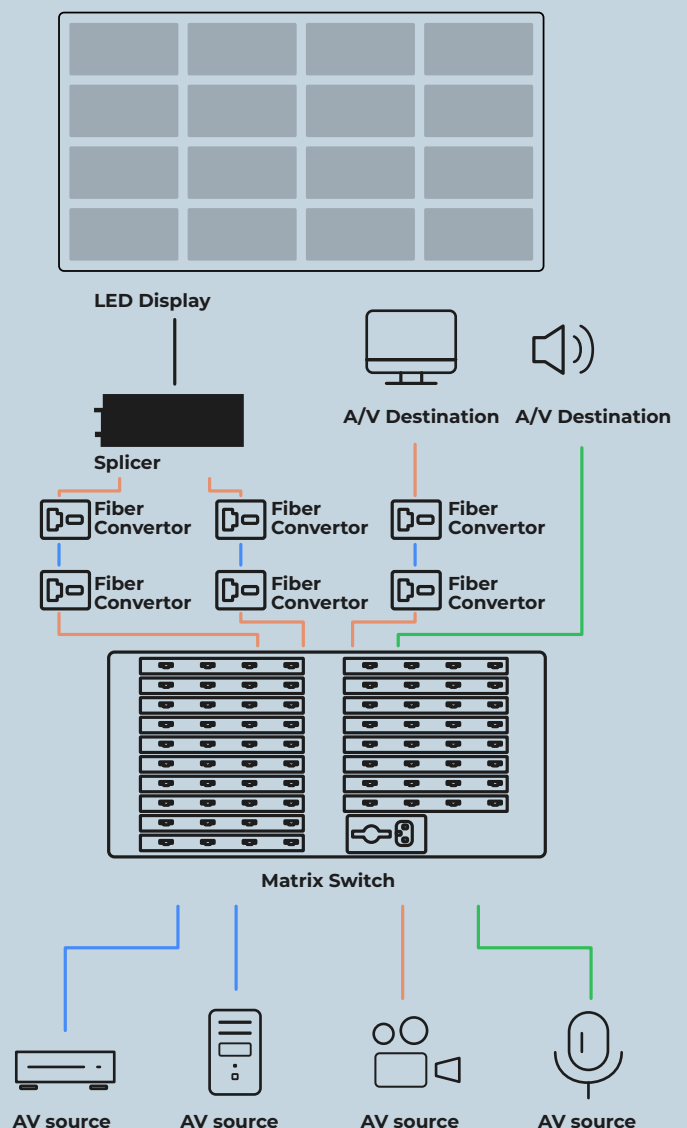 LED Display
A/V Destination
A/V Destination
Splicer
Fiber
Convertor
Fiber
Convertor
Fiber
Convertor
Fiber
Convertor
Fiber
Convertor
Fiber
Convertor
Matrix Switch
AV source
AV source
AV source
AV source